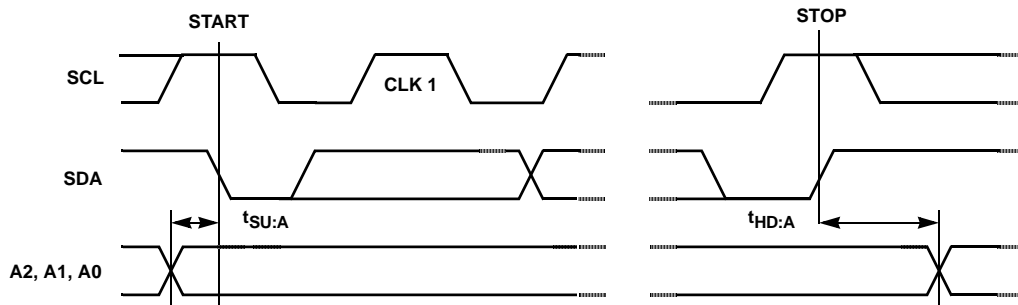 START
STOP
SCL
CLK 1
SDA
tSU:A
tHD:A
A2, A1, A0